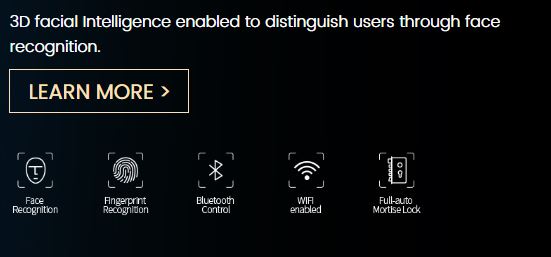 3D facial Intelligence enabled to distinguish users through face
recognition.
LEARN MORE >
Face
Recognition
Fingerprint
Recognition
Bluetooth
Control
WIFI
enabled
Full-auto
Mortise Lock